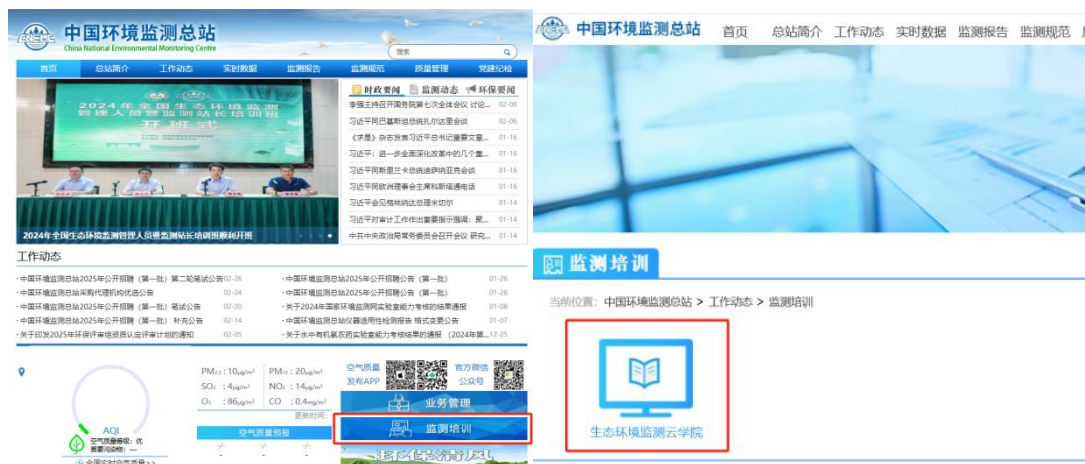 中国环境监测总站
China National Environmental Monitoring Centre
搜索
首页 总站简介 工作动态 实时数据 监测报告 监测规范 质量管理 党建纪检
2024年全国生态环境监测
管理人员暨监测站长培训班
开班式
2024年全国生态环境监测管理人员暨监测站长培训班顺利开班
时政要闻 监测动态 环保要闻
李强主持召开国务院第七次全体会议 讨论... 02-06
习近平同巴基斯坦总统扎尔达里会谈 02-06
《求是》杂志发表习近平总书记重要文章... 01-16
习近平:进一步全面深化改革中的几个重... 01-16
习近平同斯里兰卡总统迪萨纳亚克会谈 01-16
习近平同欧洲理事会主席科斯塔通电话 01-16
习近平会见格林纳达总理米切尔 01-14
习近平对审计工作作出重要指示强调:聚... 01-14
中共中央政治局常务委员会召开会议 研究... 01-14
工作动态
·中国环境监测总站2025年公开招聘(第一批)第二轮笔试公告 02-26
·中国环境监测总站采购代理机构优选公告 02-24
·中国环境监测总站2025年公开招聘(第一批)笔试公告 02-20
·中国环境监测总站2025年公开招聘(第一批) 补充公告 02-14
·关于印发2025年环保评审组资质认定评审计划的通知 02-05
·中国环境监测总站2025年公开招聘公告(第一批) 01-26
·中国环境监测总站2025年公开招聘公告(第一批) 01-26
·关于2024年国家环境监测网实验室能力考核的结果通报 01-08
·中国环境监测总站仪器适用性检测报告 格式变更公告 01-07
·关于水中有机氯农药实验室能力考核结果的通报 (2024年第... 12-25
AQI
空气质量等级: 优
首要污染物: —
全国实时空气质量>>
PM2.5 : 10μg/m³ PM10 : 20μg/m³
SO₂ : 4μg/m³ NO₂ : 14μg/m³
O₃ : 86μg/m³ CO : 0.4mg/m³
更新时间:
空气质量预报
-/- -/- -/-
- - -
空气质量
发布APP
官方微信
公众号
业务管理
监测培训
环保清风
中国环境监测总站 首页 总站简介 工作动态 实时数据 监测报告 监测规范
监测培训
当前位置: 中国环境监测总站 > 工作动态 > 监测培训
生态环境监测云学院